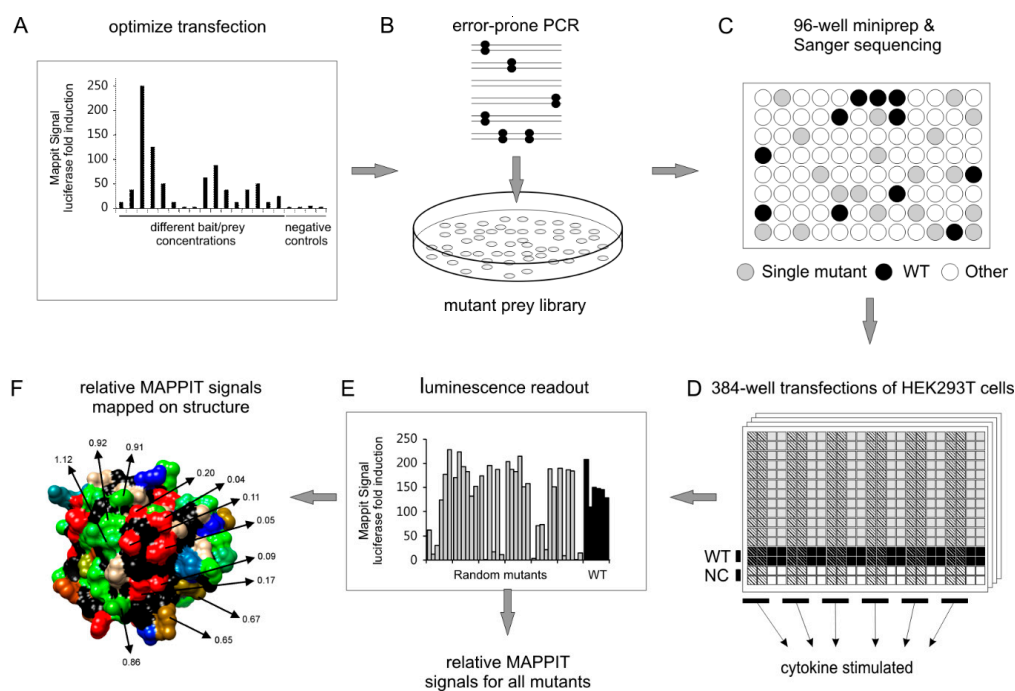 A
optimize transfection
Mappit Signal
luciferase fold induction
250
200
150
100
50
0
different bait/prey
concentrations
negative
controls
B
error-prone PCR
mutant prey library
C
96-well miniprep &
Sanger sequencing
Single mutant
WT
Other
D
384-well transfections of HEK293T cells
WT
NC
cytokine stimulated
E
luminescence readout
Mappit Signal
luciferase fold induction
250
200
150
100
50
0
Random mutants
WT
relative MAPPIT
signals for all mutants
F
relative MAPPIT signals
mapped on structure
1.12
0.92
0.91
0.20
0.04
0.11
0.05
0.09
0.17
0.67
0.65
0.86